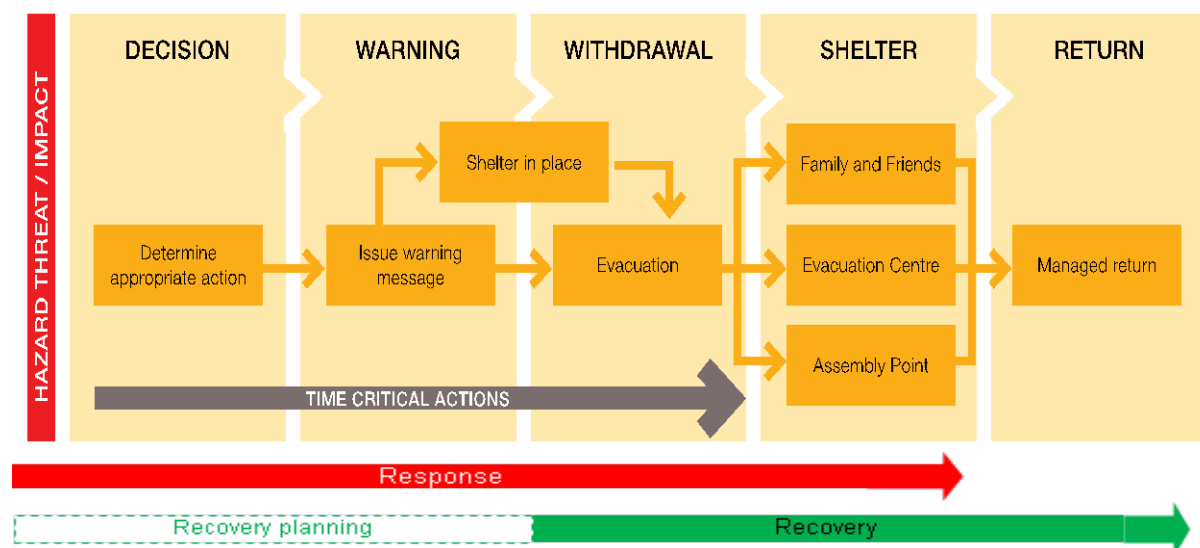 HAZARD THREAT / IMPACT
DECISION
WARNING
WITHDRAWAL
SHELTER
RETURN
Shelter in place
Family and Friends
Determine
appropriate action
Issue warning
message
Evacuation
Evacuation Centre
Managed return
Assembly Point
TIME CRITICAL ACTIONS
Response
Recovery planning
Recovery